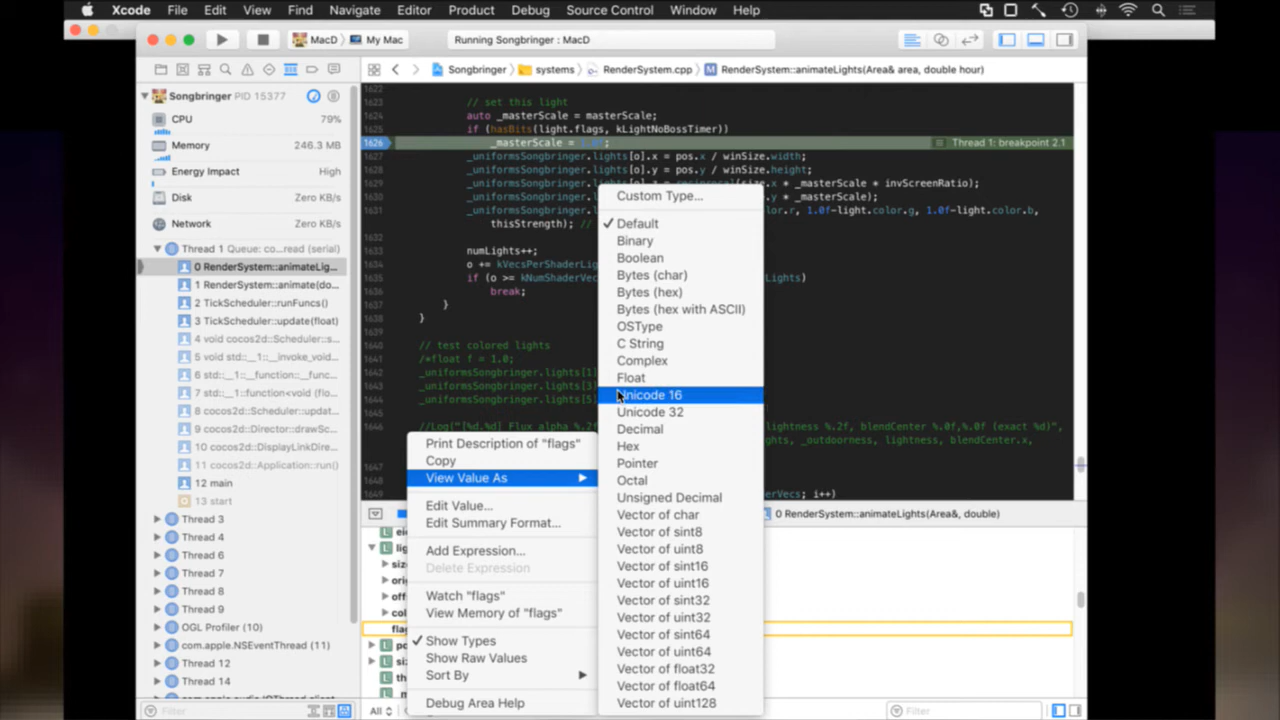 Xcode File Edit View Find Navigate Editor Product Debug Source Control Window Help
MacD My Mac
Running Songbringer : MacD
Songbringer systems RenderSystem.cpp RenderSystem::animateLights(Area& area, double hour)
Songbringer PID 15377
CPU 79%
Memory 246.3 MB
Energy Impact High
Disk Zero KB/s
Network Zero KB/s
Thread 1 Queue: co...read (serial)
0 RenderSystem::animateLig...
1 RenderSystem::animate(do...
2 TickScheduler::runFuncs()
3 TickScheduler::update(float)
4 void cocos2d::Scheduler::s...
5 void std::__1::__invoke_void...
6 std::__1::__function::__func...
7 std::__1::function<void (flo...
8 cocos2d::Scheduler::updat...
9 cocos2d::Director::drawSc...
10 cocos2d::DisplayLinkDire...
11 cocos2d::Application::run()
12 main
13 start
Thread 3
Thread 4
Thread 5
Thread 6
Thread 7
Thread 8
Thread 9
OGL Profiler (10)
com.apple.NSEventThread (11)
Thread 12
Thread 13
Thread 14
Filter
1622
1623 // set this light
1624 auto _masterScale = masterScale;
1625 if (hasBits(light.flags, kLightNoBossTimer))
1626 _masterScale = ;
Thread 1: breakpoint 2.1
1627 _uniformsSongbringer.lights[o].x = pos.x / winSize.width;
1628 _uniformsSongbringer.lights[o].y = pos.y / winSize.height;
1629 _uniformsSongbringer.lights[o].z = reciprocal(size.x * _masterScale * invScreenRatio);
1630 _uniformsSongbringer.l y * _masterScale);
1631 _uniformsSongbringer.l or.r, 1.0f-light.color.g, 1.0f-light.color.b,
thisStrength); //
1632
1633 numLights++;
1634 o += kVecsPerShaderLig
1635 if (o >= kNumShaderVec s)
1636 break;
1637 }
1638 }
1639
1640 // test colored lights
1641 /*float f = 1.0;
1642 _uniformsSongbringer.lights[1]
1643 _uniformsSongbringer.lights[3]
1644 _uniformsSongbringer.lights[5]
1645
1646 //Log("[%d.%d] Flux alpha %.2f, lightness %.2f, blendCenter %.0f,%.0f (exact %d)",
, _outdoorness, lightness, blendCenter.x,
1647
1648
1649 rVecs; i++)
0 RenderSystem::animateLights(Area&, double)
L
lig
size
orig
off
col
flag
po
siz
th
All
Filter
Print Description of "flags"
Copy
View Value As
Edit Value...
Edit Summary Format...
Add Expression...
Delete Expression
Watch "flags"
View Memory of "flags"
Show Types
Show Raw Values
Sort By
Debug Area Help
Custom Type...
Default
Binary
Boolean
Bytes (char)
Bytes (hex)
Bytes (hex with ASCII)
OSType
C String
Complex
Float
Unicode 16
Unicode 32
Decimal
Hex
Pointer
Octal
Unsigned Decimal
Vector of char
Vector of sint8
Vector of uint8
Vector of sint16
Vector of uint16
Vector of sint32
Vector of uint32
Vector of sint64
Vector of uint64
Vector of float32
Vector of float64
Vector of uint128